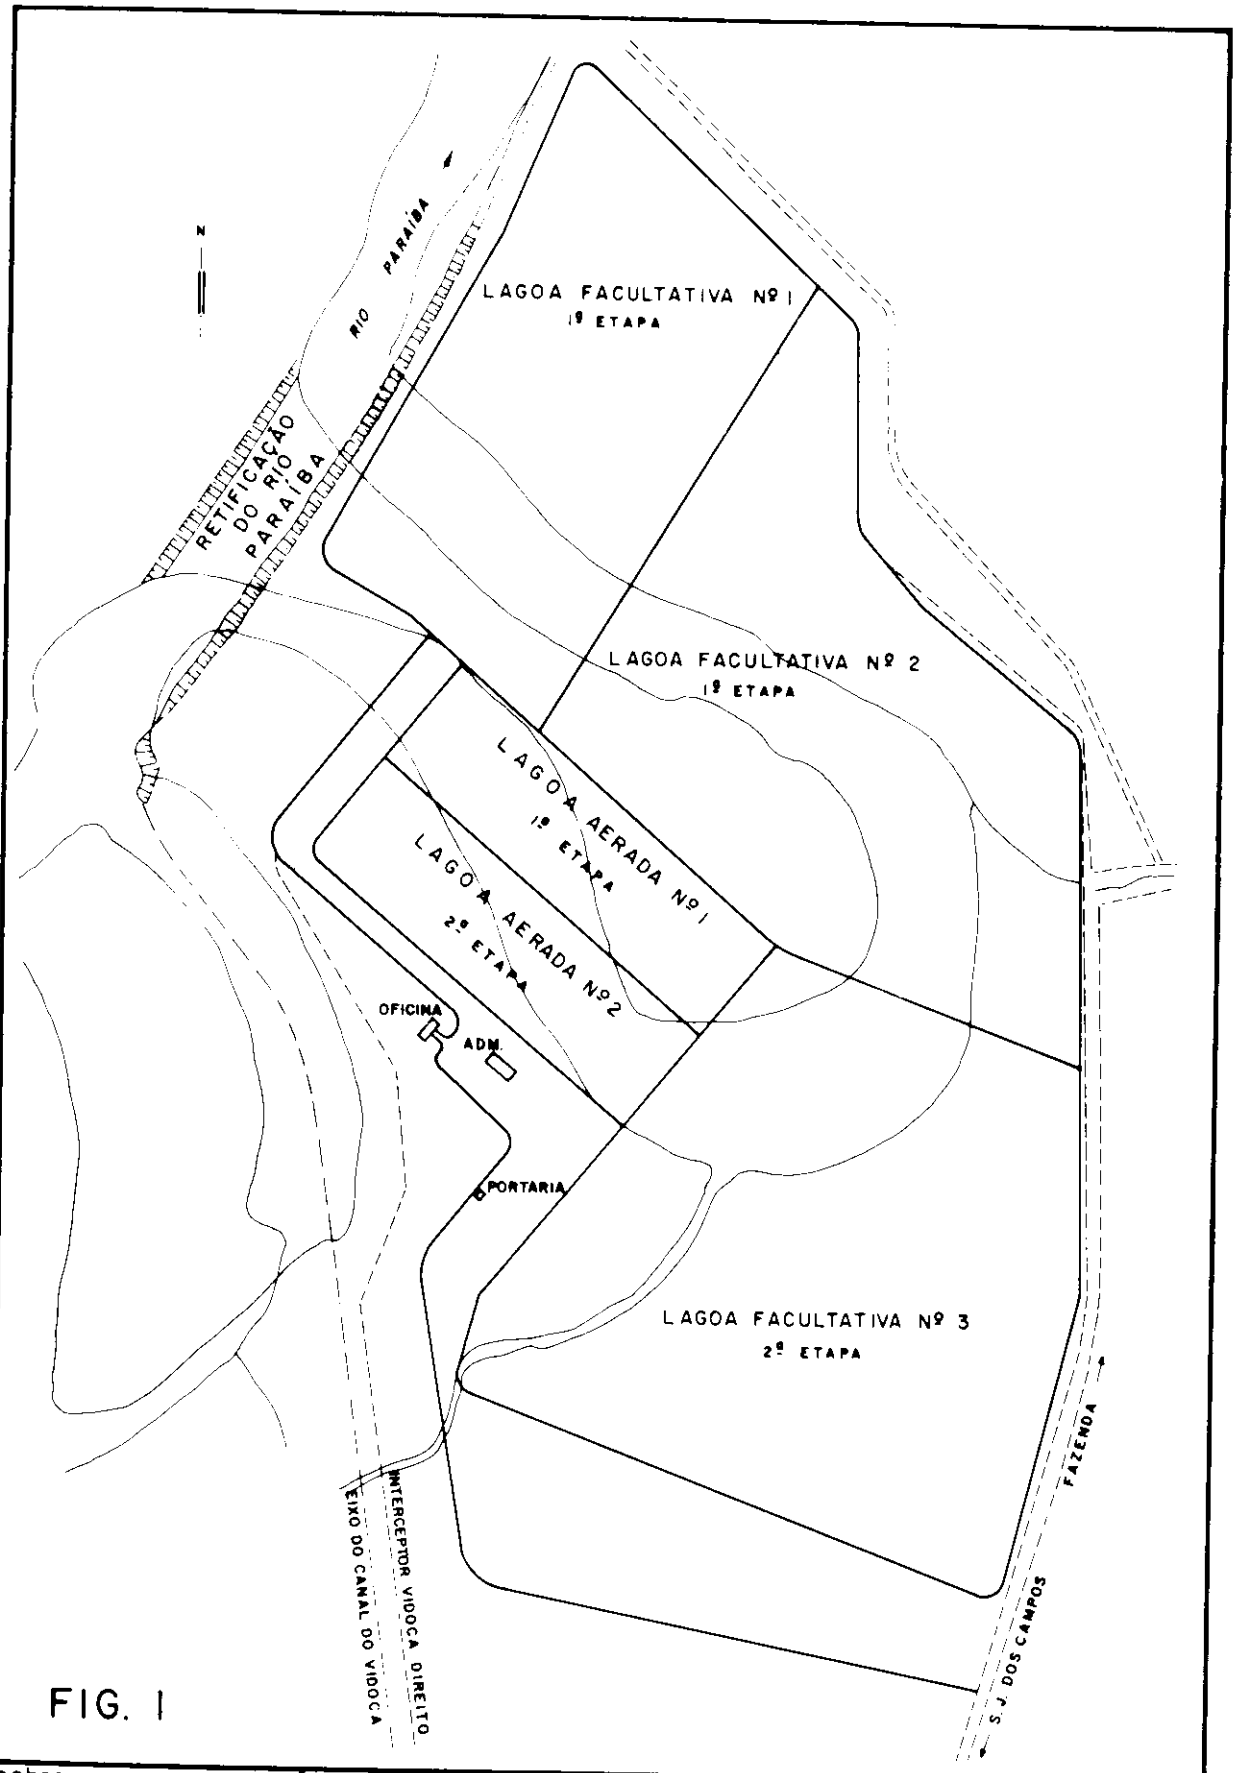 N
RIO PARAÍBA
RETIFICAÇÃO
DO RIO
PARAÍBA
LAGOA FACULTATIVA Nº 1
1ª ETAPA
LAGOA FACULTATIVA Nº 2
1ª ETAPA
LAGOA AERADA Nº 1
1ª ETAPA
LAGOA AERADA Nº 2
2ª ETAPA
OFICINA
ADM.
PORTARIA
LAGOA FACULTATIVA Nº 3
2ª ETAPA
FAZENDA
S. J. DOS CAMPOS
INTERCEPTOR VIDOCA DIREITO
EIXO DO CANAL DO VIDOCA
FIG. 1